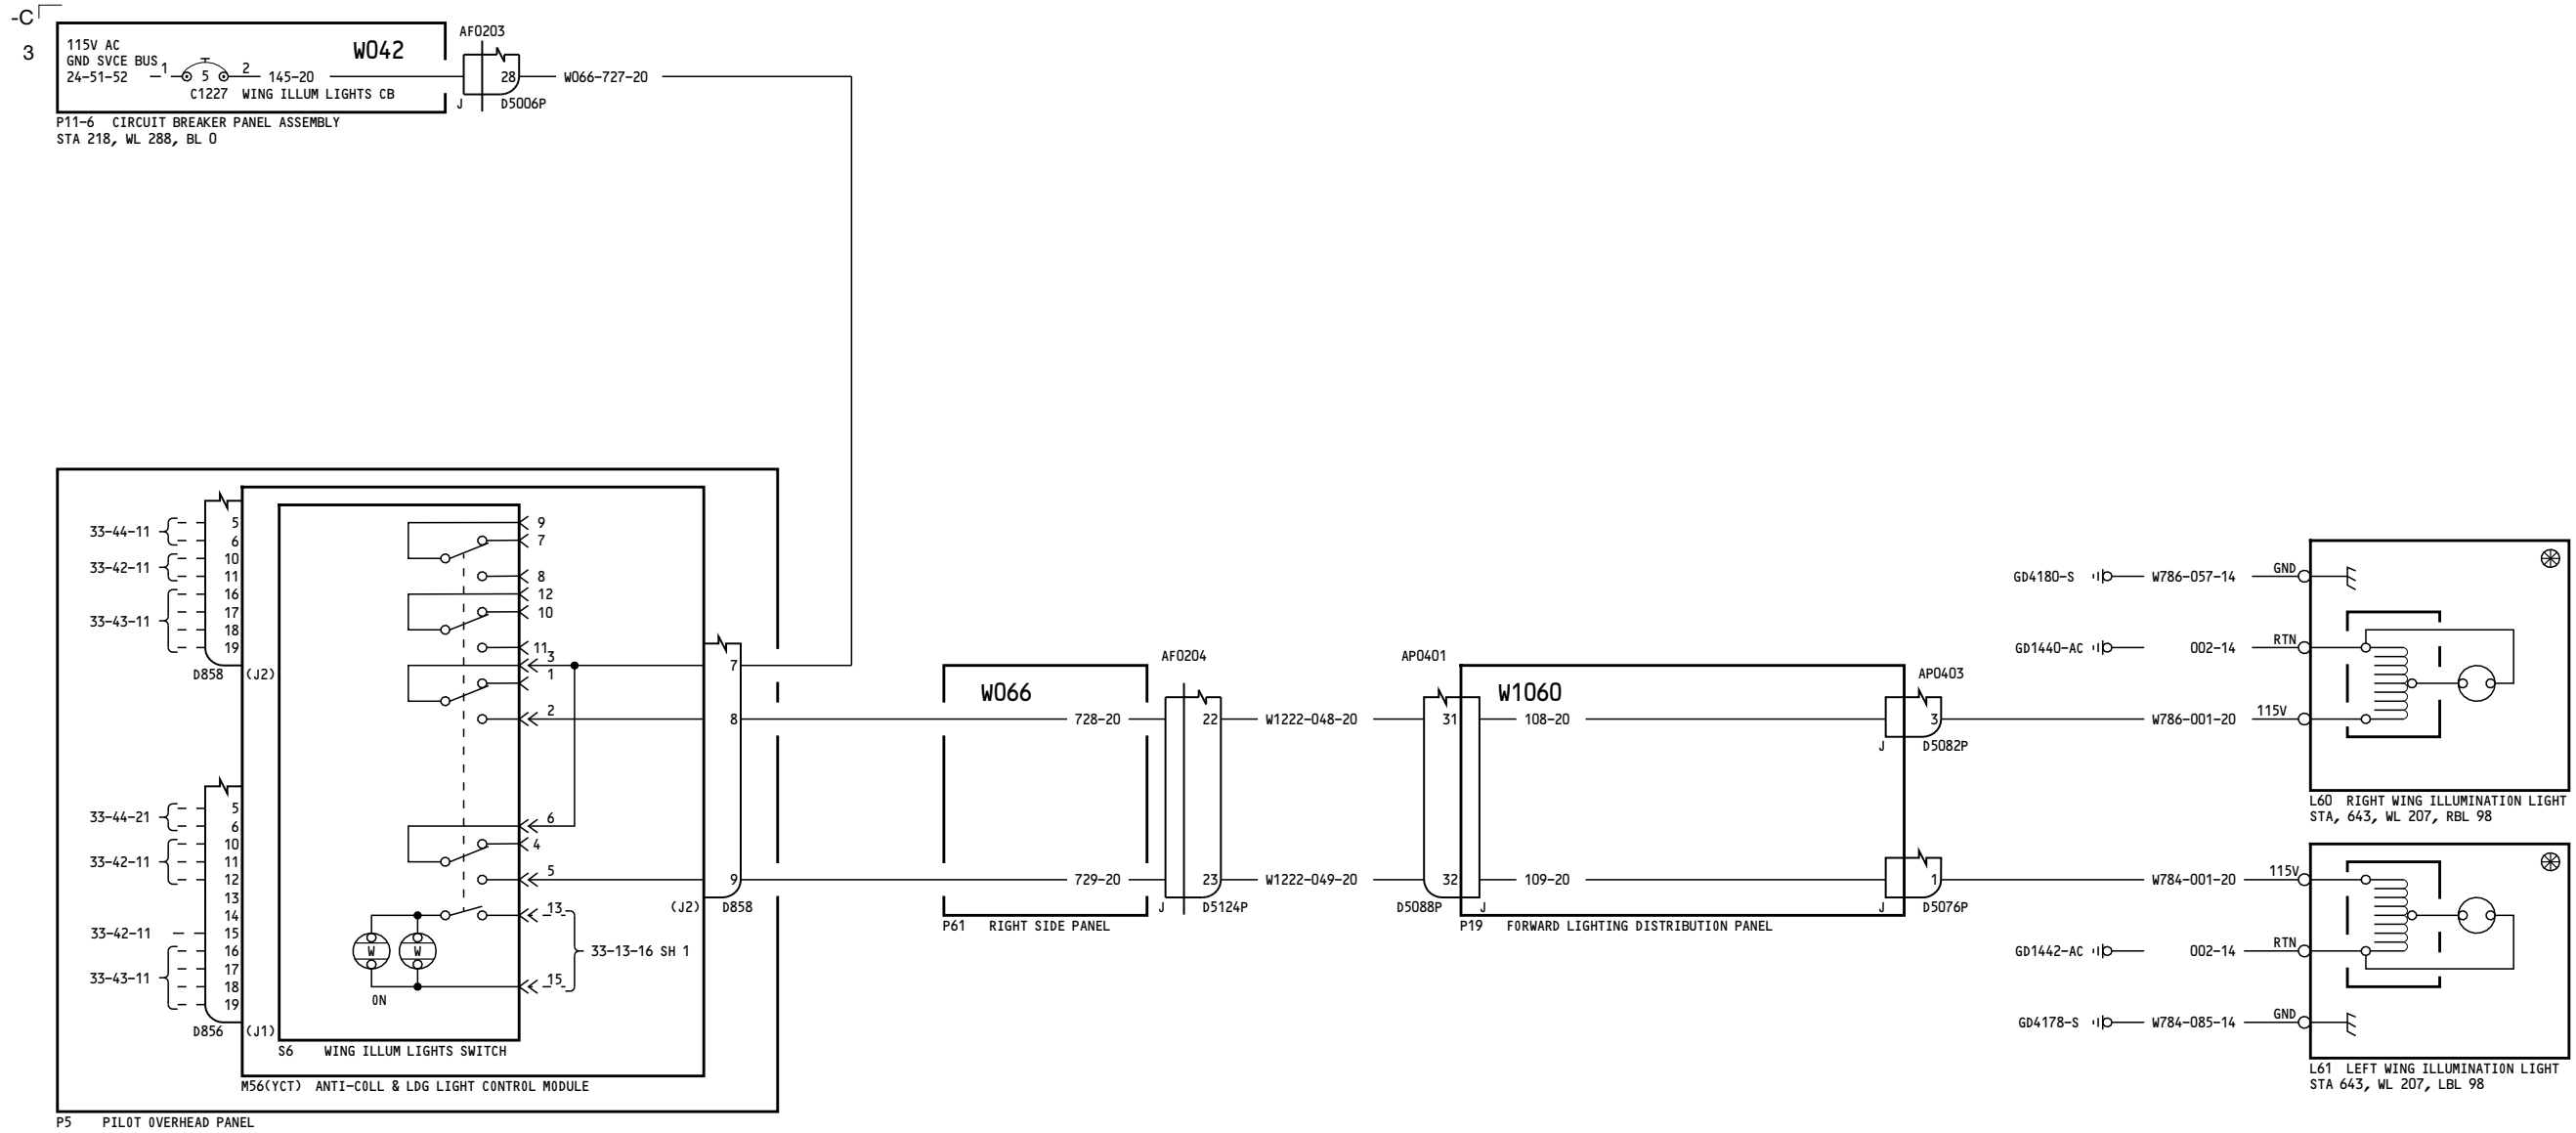 -C
3
115V AC
GND SVCE BUS
24-51-52
1
5
2
145-20
W042
C1227 WING ILLUM LIGHTS CB
P11-6 CIRCUIT BREAKER PANEL ASSEMBLY
STA 218, WL 288, BL 0
AF0203
28
J
D5006P
W066-727-20
33-44-11
33-42-11
33-43-11
5
6
10
11
16
17
18
19
D858
(J2)
33-44-21
33-42-11
33-42-11
33-43-11
5
6
10
11
12
13
14
15
16
17
18
19
D856
(J1)
9
7
8
12
10
11
3
1
2
6
4
5
13
15
33-13-16 SH 1
W
W
ON
S6 WING ILLUM LIGHTS SWITCH
M56(YCT) ANTI-COLL & LDG LIGHT CONTROL MODULE
P5 PILOT OVERHEAD PANEL
7
8
9
(J2)
D858
W066
728-20
729-20
P61 RIGHT SIDE PANEL
AF0204
22
23
J
D5124P
W1222-048-20
W1222-049-20
AP0401
31
32
D5088P
J
W1060
108-20
109-20
P19 FORWARD LIGHTING DISTRIBUTION PANEL
AP0403
3
J
D5082P
1
J
D5076P
GD4180-S
W786-057-14
GND
GD1440-AC
002-14
RTN
W786-001-20
115V
L60 RIGHT WING ILLUMINATION LIGHT
STA, 643, WL 207, RBL 98
W784-001-20
115V
GD1442-AC
002-14
RTN
GD4178-S
W784-085-14
GND
L61 LEFT WING ILLUMINATION LIGHT
STA 643, WL 207, LBL 98